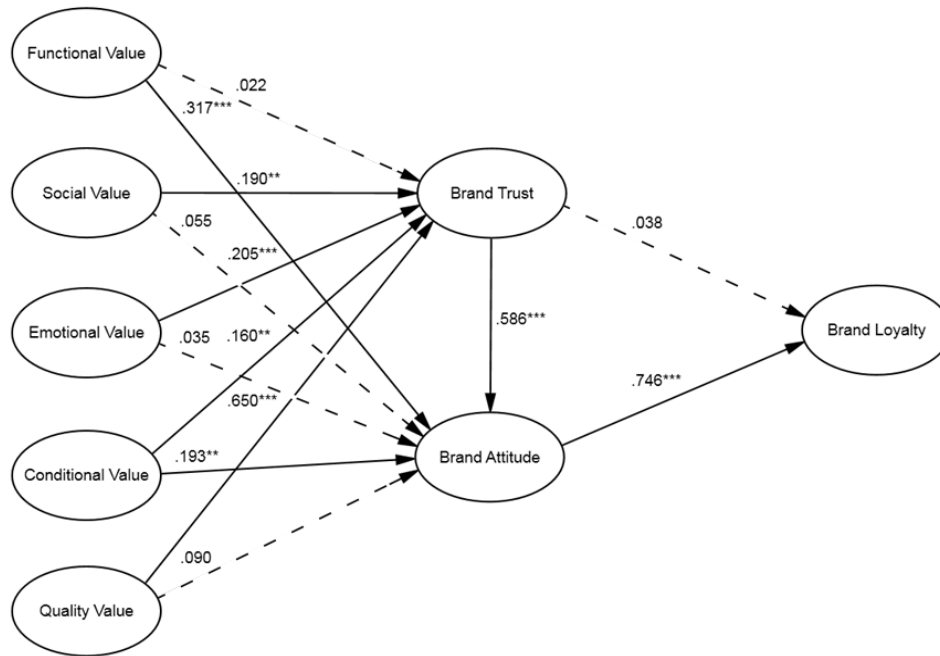 Functional Value
.022
.317***
.190**
Social Value
Brand Trust
.055
.038
.205***
.586***
Emotional Value
.035
.160**
Brand Loyalty
.746***
.650***
.193**
Brand Attitude
Conditional Value
.090
Quality Value